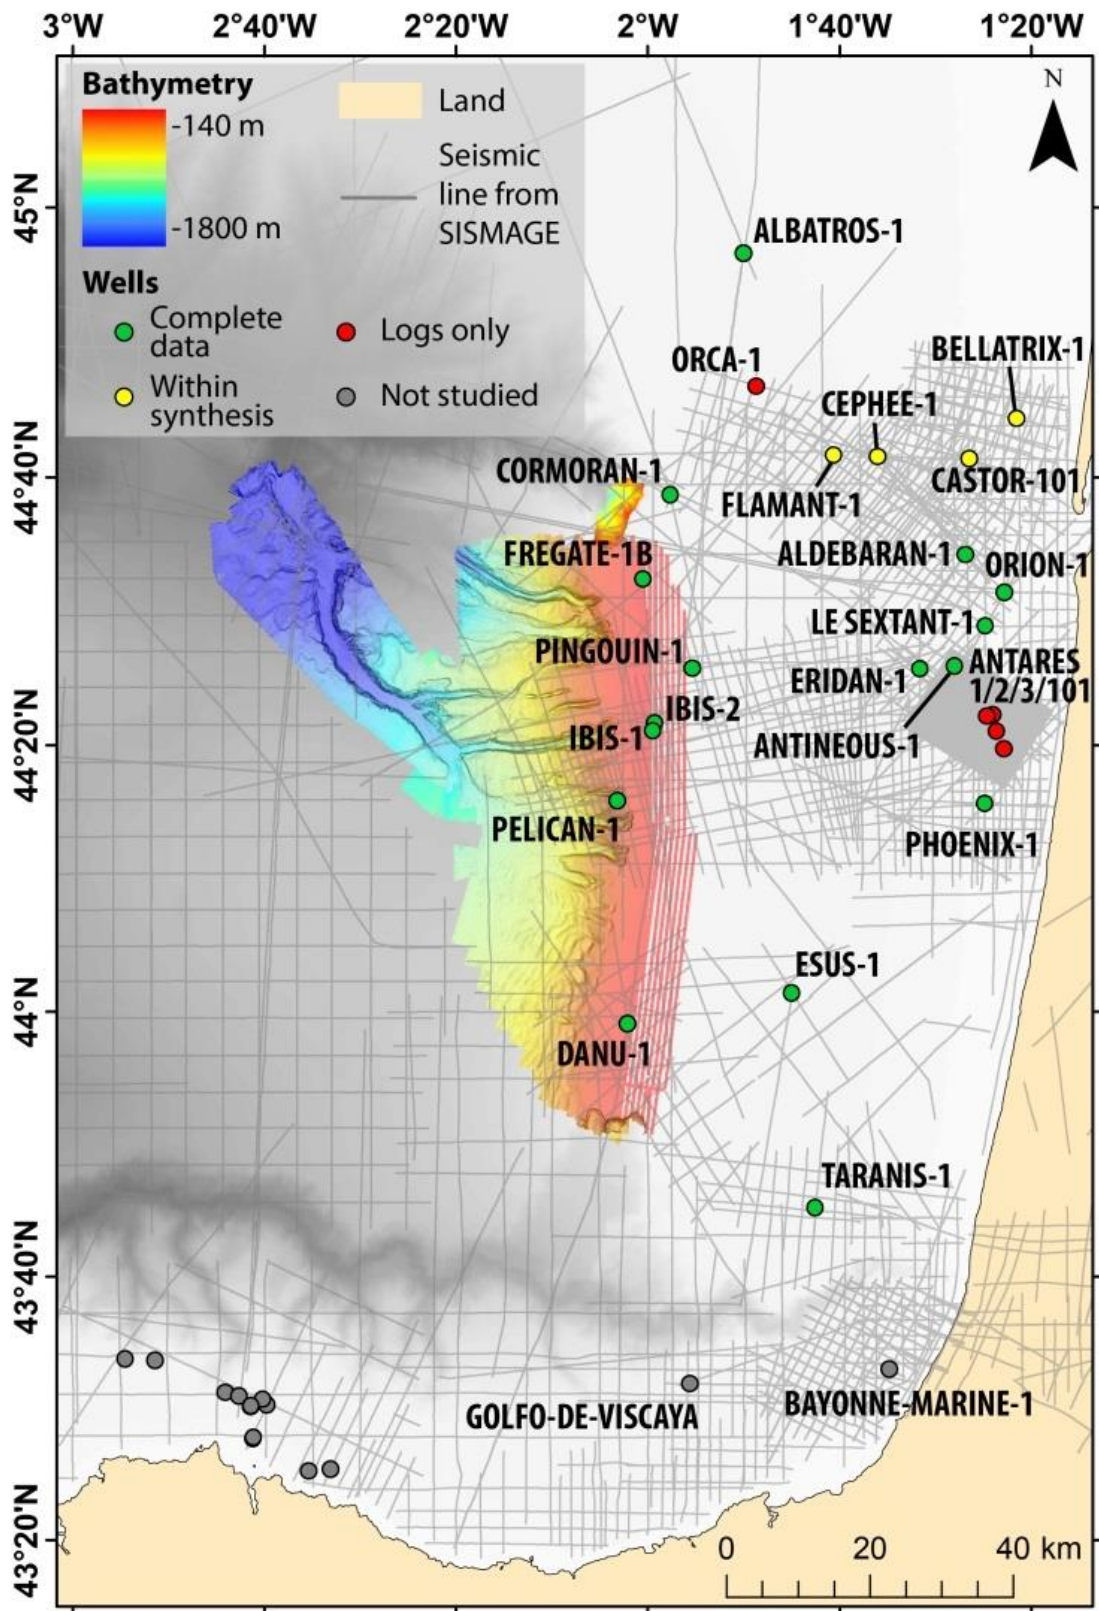 3°W 2°40'W 2°20'W 2°W 1°40'W 1°20'W
N
Bathymetry
-140 m
-1800 m
Land
Seismic
line from
SISMAGE
Wells
Complete
data
Logs only
Within
synthesis
Not studied
45°N
44°40'N
44°20'N
44°N
43°40'N
43°20'N
ALBATROS-1
ORCA-1
BELLATRIX-1
CEPHEE-1
CORMORAN-1
FLAMANT-1
CASTOR-101
FREGATE-1B
ALDEBARAN-1
ORION-1
LE SEXTANT-1
PINGOUIN-1
ERIDAN-1
ANTARES
1/2/3/101
IBIS-2
IBIS-1
ANTINEOUS-1
PELICAN-1
PHOENIX-1
ESUS-1
DANU-1
TARANIS-1
GOLFO-DE-VISCAYA
BAYONNE-MARINE-1
0 20 40 km